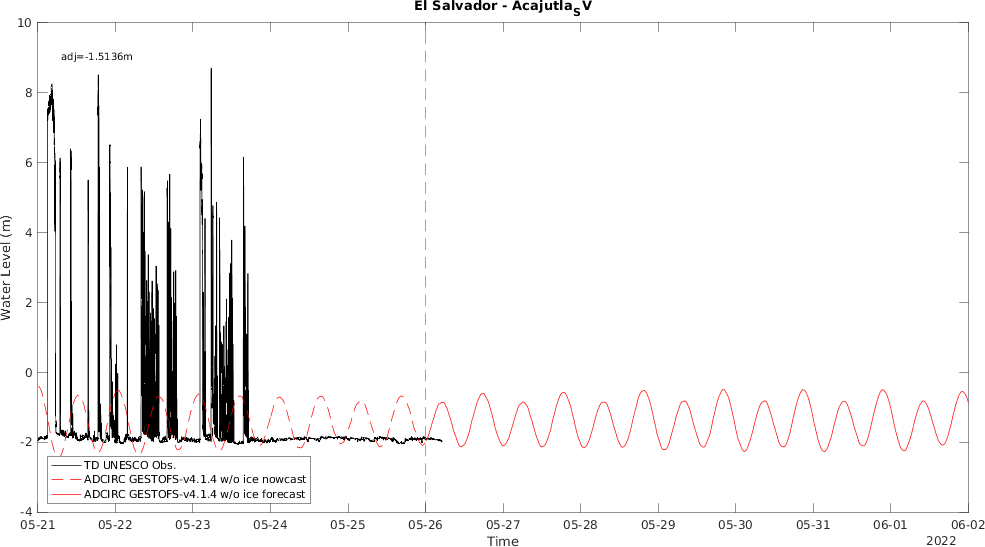 El Salvador - Acajutla_SV
10
adj=-1.5136m
8
6
4
2
0
-2
-4
Water Level (m)
TD UNESCO Obs.
ADCIRC GESTOFS-v4.1.4 w/o ice nowcast
ADCIRC GESTOFS-v4.1.4 w/o ice forecast
05-21 05-22 05-23 05-24 05-25 05-26 05-27 05-28 05-29 05-30 05-31 06-01 06-02
Time
2022